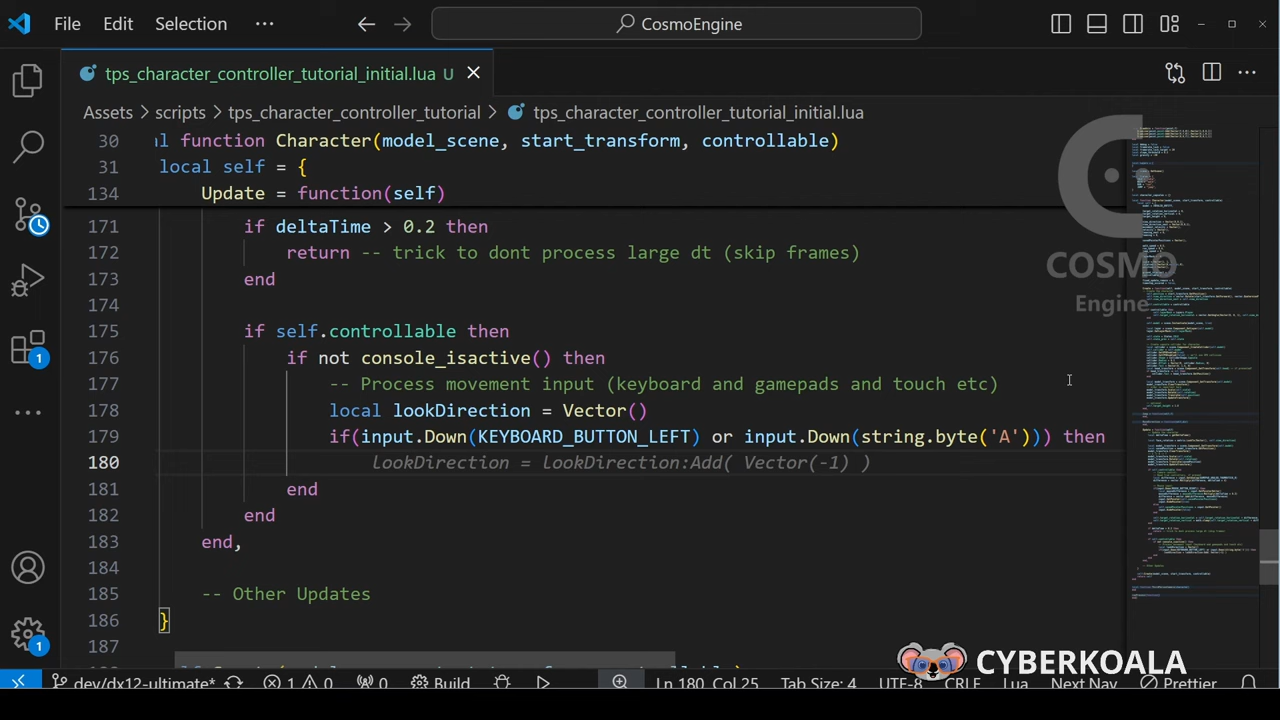 File Edit Selection ··· CosmoEngine
tps_character_controller_tutorial_initial.lua U
Assets > scripts > tps_character_controller_tutorial > tps_character_controller_tutorial_initial.lua
30 al function Character(model_scene, start_transform, controllable)
31 local self = {
134 Update = function(self)
171 if deltaTime > 0.2 then
172 return -- trick to dont process large dt (skip frames)
173 end
174
175 if self.controllable then
176 if not console_isactive() then
177 -- Process movement input (keyboard and gamepads and touch etc)
178 local lookDirection = Vector()
179 if(input.Down(KEYBOARD_BUTTON_LEFT) or input.Down(string.byte('A'))) then
180 lookDirection = lookDirection:Add( Vector(-1) )
181 end
182 end
183 end,
184
185 -- Other Updates
186 }
187
COSMO
Engine
CYBERKOALA
1
1
dev/dx12-ultimate* 1 0 0 Build Ln 180, Col 25 Tab Size: 4 UTF-8 CRLF Lua Next Nav Prettier